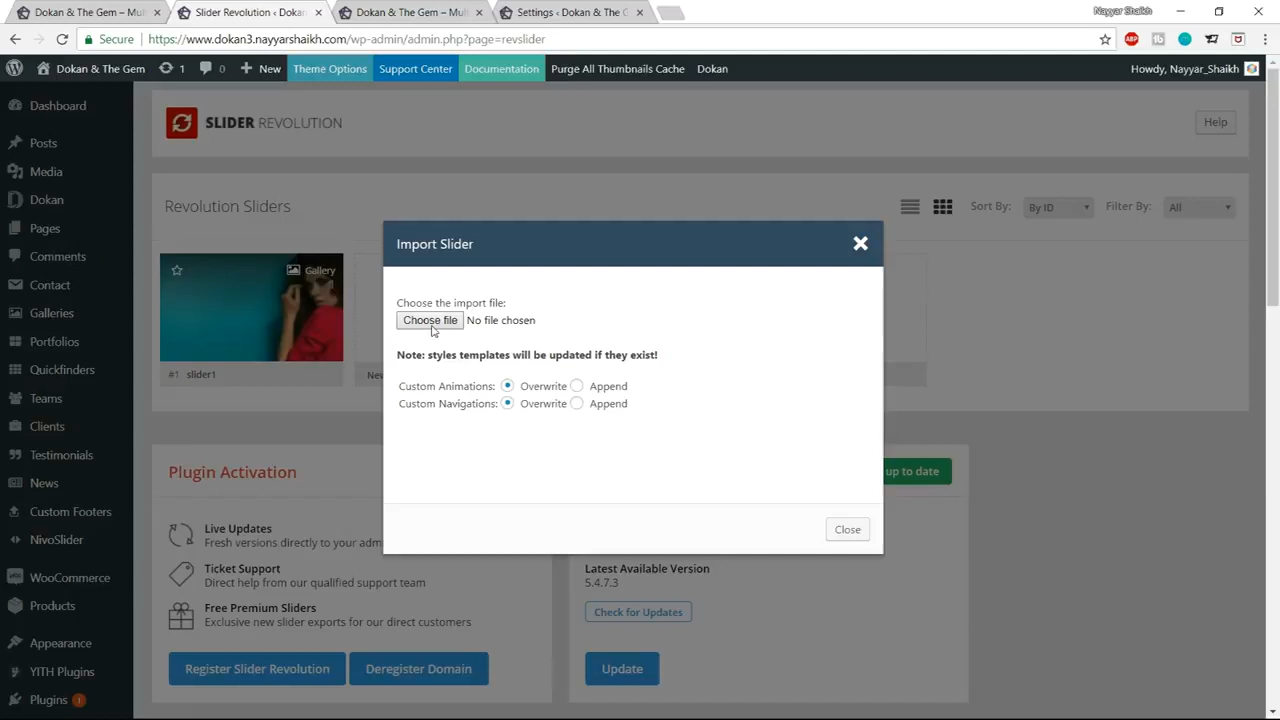 Dokan & The Gem – Mul
Slider Revolution ‹ Dokan
Dokan & The Gem – Mul
Settings ‹ Dokan & The G
Nayyar Shaikh
Secure
https://www.dokan3.nayyarshaikh.com/wp-admin/admin.php?page=revslider
ABP
Dokan & The Gem
1
0
New
Theme Options
Support Center
Documentation
Purge All Thumbnails Cache
Dokan
Howdy, Nayyar_Shaikh
Dashboard
Posts
Media
Dokan
Pages
Comments
Contact
Galleries
Portfolios
Quickfinders
Teams
Clients
Testimonials
News
Custom Footers
NivoSlider
WooCommerce
Products
Appearance
YITH Plugins
Plugins 1
SLIDER REVOLUTION
Help
Revolution Sliders
Sort By:
By ID
Filter By:
All
Gallery
#1 slider1
New
Import Slider
Choose the import file:
Choose file No file chosen
Note: styles templates will be updated if they exist!
Custom Animations: Overwrite Append
Custom Navigations: Overwrite Append
Close
Plugin Activation
up to date
Live Updates
Fresh versions directly to your adm
Ticket Support
Direct help from our qualified support team
Free Premium Sliders
Exclusive new slider exports for our direct customers
Register Slider Revolution
Deregister Domain
Latest Available Version
5.4.7.3
Check for Updates
Update